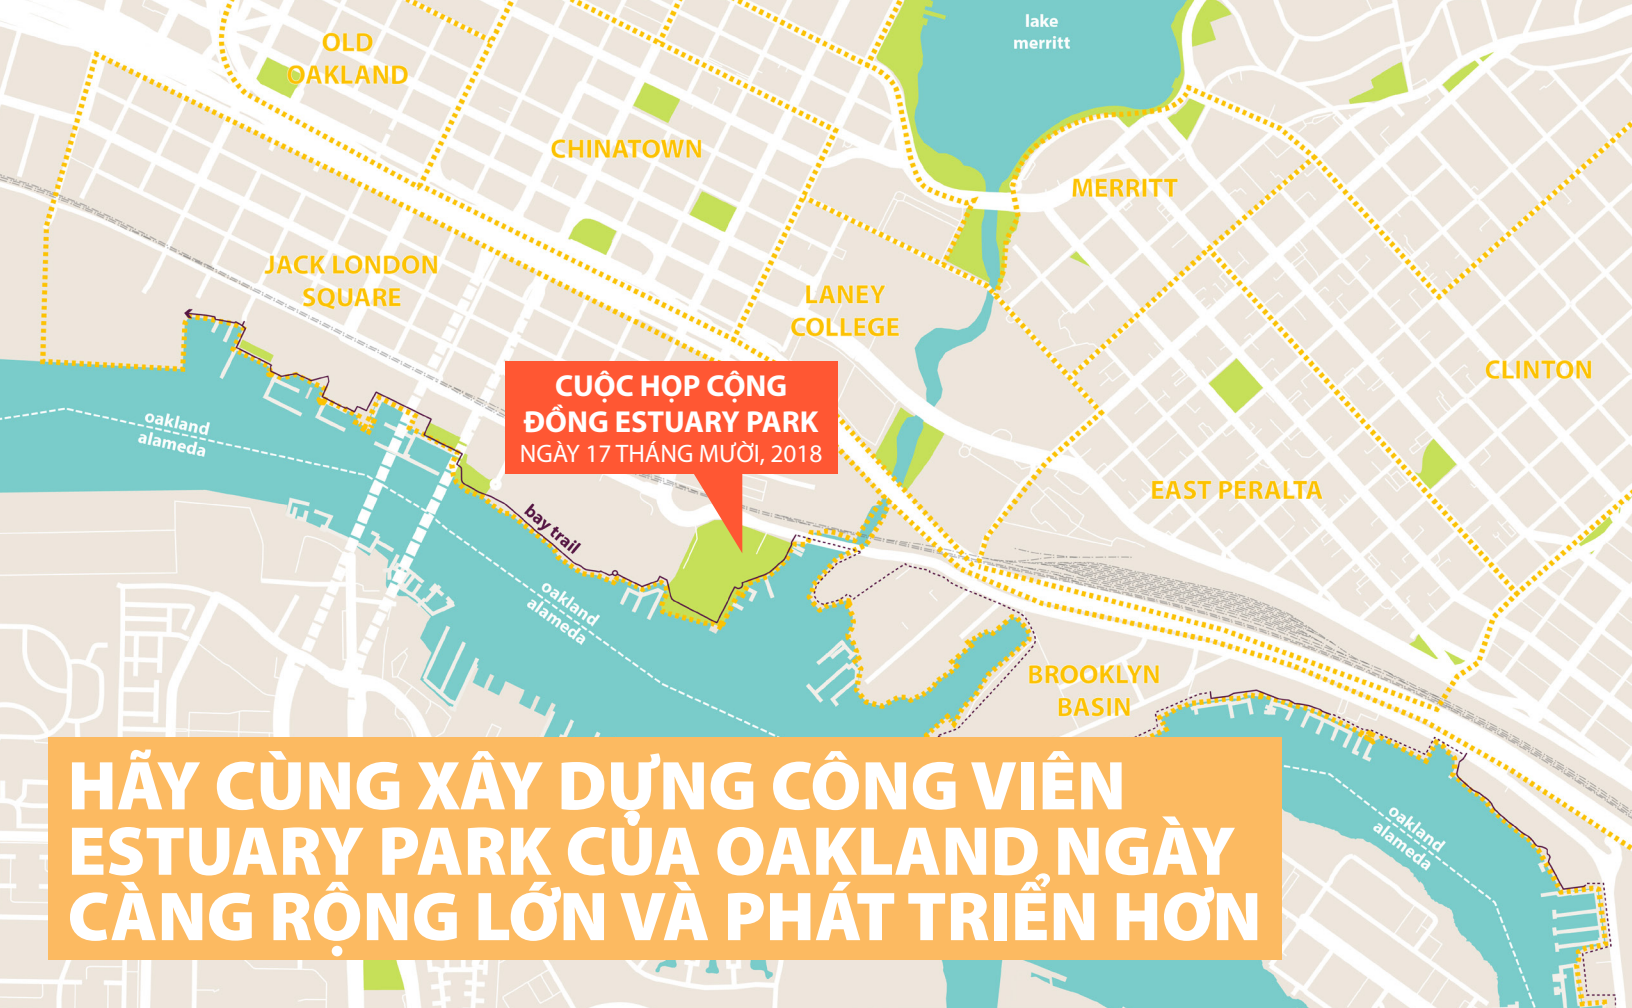 lake
merritt
OLD
OAKLAND
CHINATOWN
MERRITT
JACK LONDON
SQUARE
LANEY
COLLEGE
CLINTON
CUỘC HỌP CỘNG
ĐỒNG ESTUARY PARK
NGÀY 17 THÁNG MƯỜI, 2018
oakland
alameda
EAST PERALTA
bay trail
oakland
alameda
BROOKLYN
BASIN
oakland
alameda
HÃY CÙNG XÂY DỰNG CÔNG VIÊN
ESTUARY PARK CỦA OAKLAND NGÀY
CÀNG RỘNG LỚN VÀ PHÁT TRIỂN HƠN